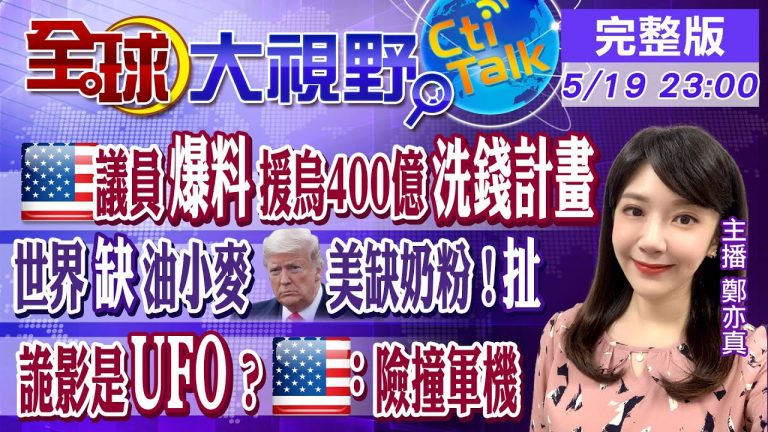 全球大視野
Cti Talk
完整版
5/19 23:00
議員爆料 援烏400億 洗錢計畫
世界缺油小麥 美缺奶粉！扯
詭影是UFO？ ：險撞軍機
主播 鄭亦真